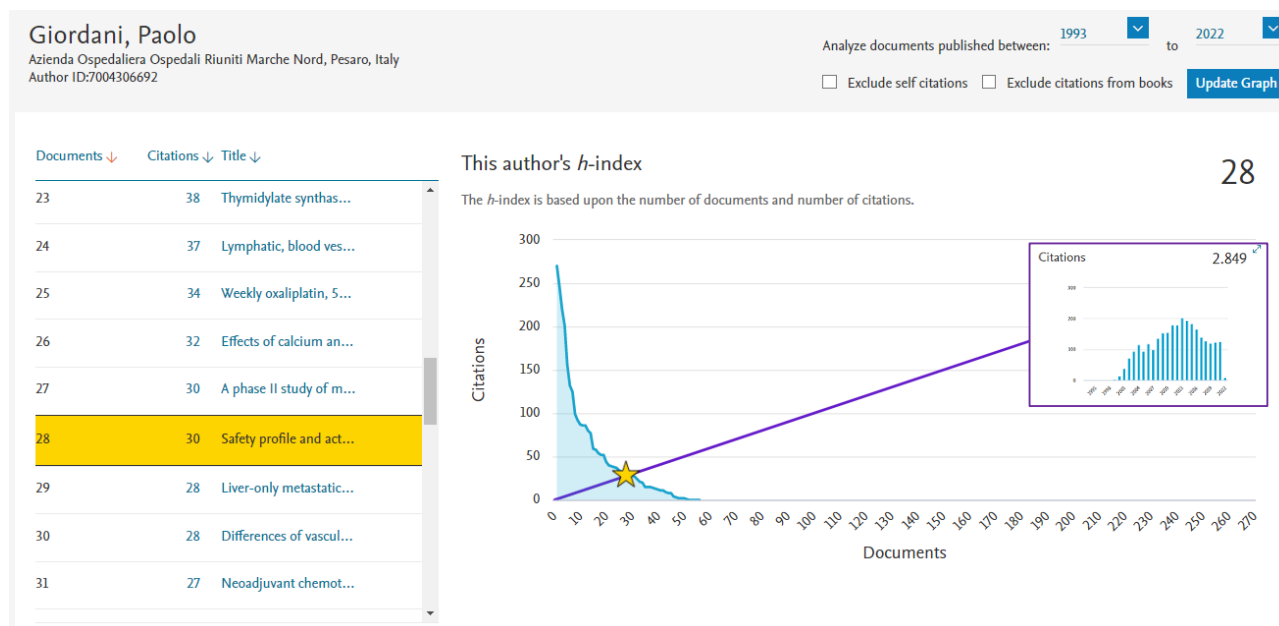 Giordani, Paolo
Azienda Ospedaliera Ospedali Riuniti Marche Nord, Pesaro, Italy
Author ID:7004306692
Analyze documents published between: 1993 to 2022
Exclude self citations Exclude citations from books Update Graph
Documents Citations Title
23 38 Thymidylate synthas...
24 37 Lymphatic, blood ves...
25 34 Weekly oxaliplatin, 5...
26 32 Effects of calcium an...
27 30 A phase II study of m...
28 30 Safety profile and act...
29 28 Liver-only metastatic...
30 28 Differences of vascul...
31 27 Neoadjuvant chemot...
This author's h-index
28
The h-index is based upon the number of documents and number of citations.
300
250
200
150
100
50
0
Citations
0 10 20 30 40 50 60 70 80 90 100 110 120 130 140 150 160 170 180 190 200 210 220 230 240 250 260 270
Documents
Citations 2.849
300
200
100
0